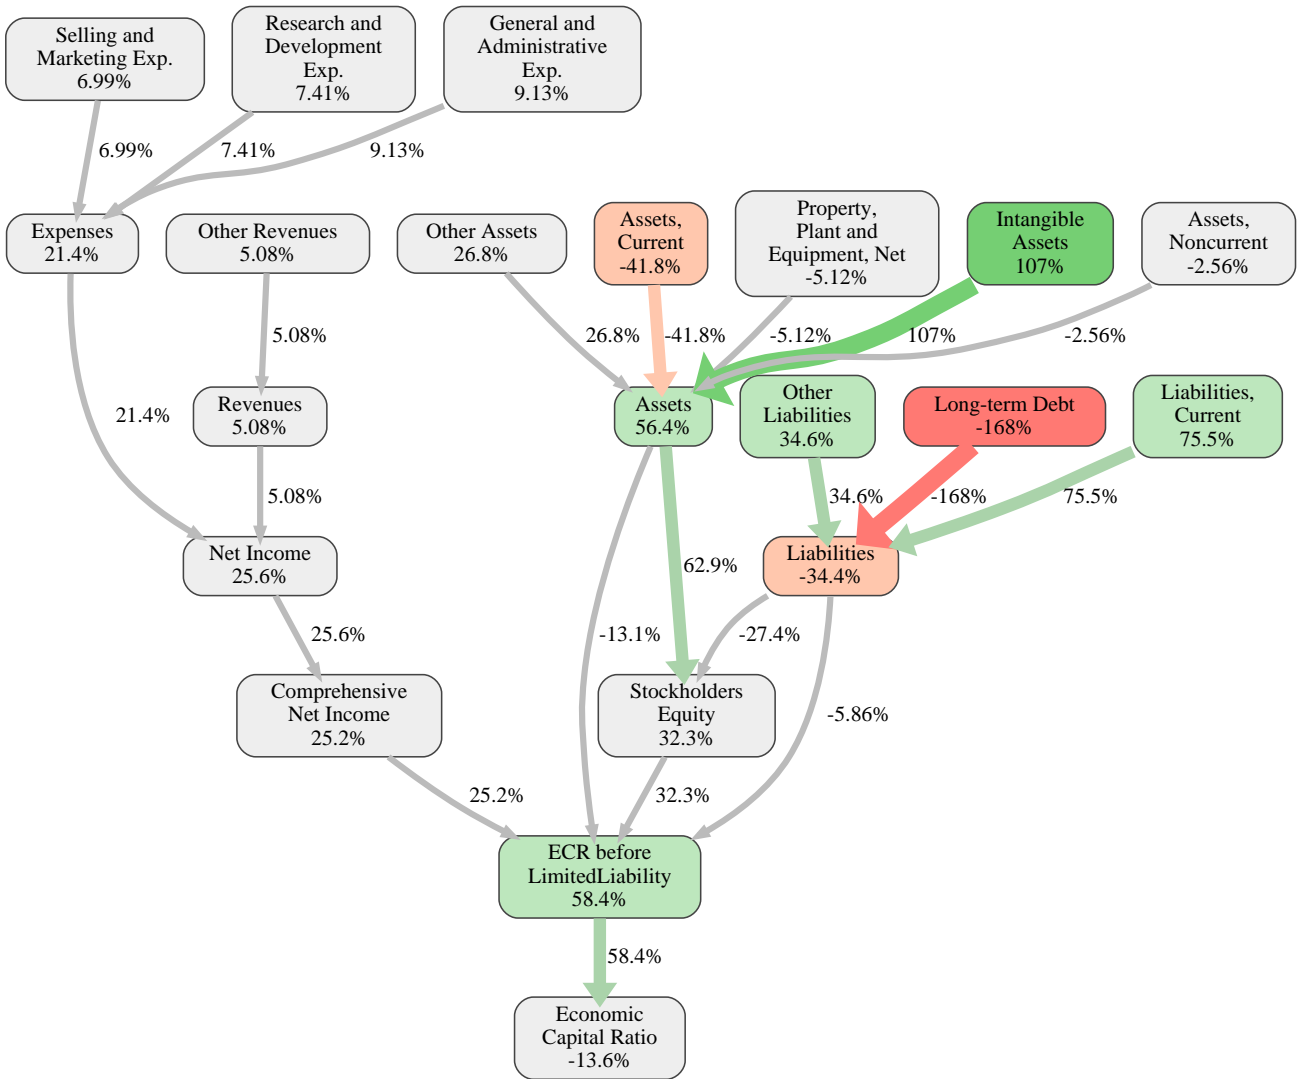 Selling and
Marketing Exp.
6.99%
Research and
Development
Exp.
7.41%
General and
Administrative
Exp.
9.13%
6.99%
7.41%
9.13%
Expenses
21.4%
Other Revenues
5.08%
Other Assets
26.8%
Assets,
Current
-41.8%
Property,
Plant and
Equipment, Net
-5.12%
Intangible
Assets
107%
Assets,
Noncurrent
-2.56%
5.08%
26.8%
-41.8%
-5.12%
107%
-2.56%
Revenues
5.08%
Assets
56.4%
Other
Liabilities
34.6%
Long-term Debt
-168%
Liabilities,
Current
75.5%
21.4%
5.08%
34.6%
-168%
75.5%
Net Income
25.6%
62.9%
Liabilities
-34.4%
25.6%
-13.1%
-27.4%
Comprehensive
Net Income
25.2%
Stockholders
Equity
32.3%
-5.86%
25.2%
32.3%
ECR before
LimitedLiability
58.4%
58.4%
Economic
Capital Ratio
-13.6%